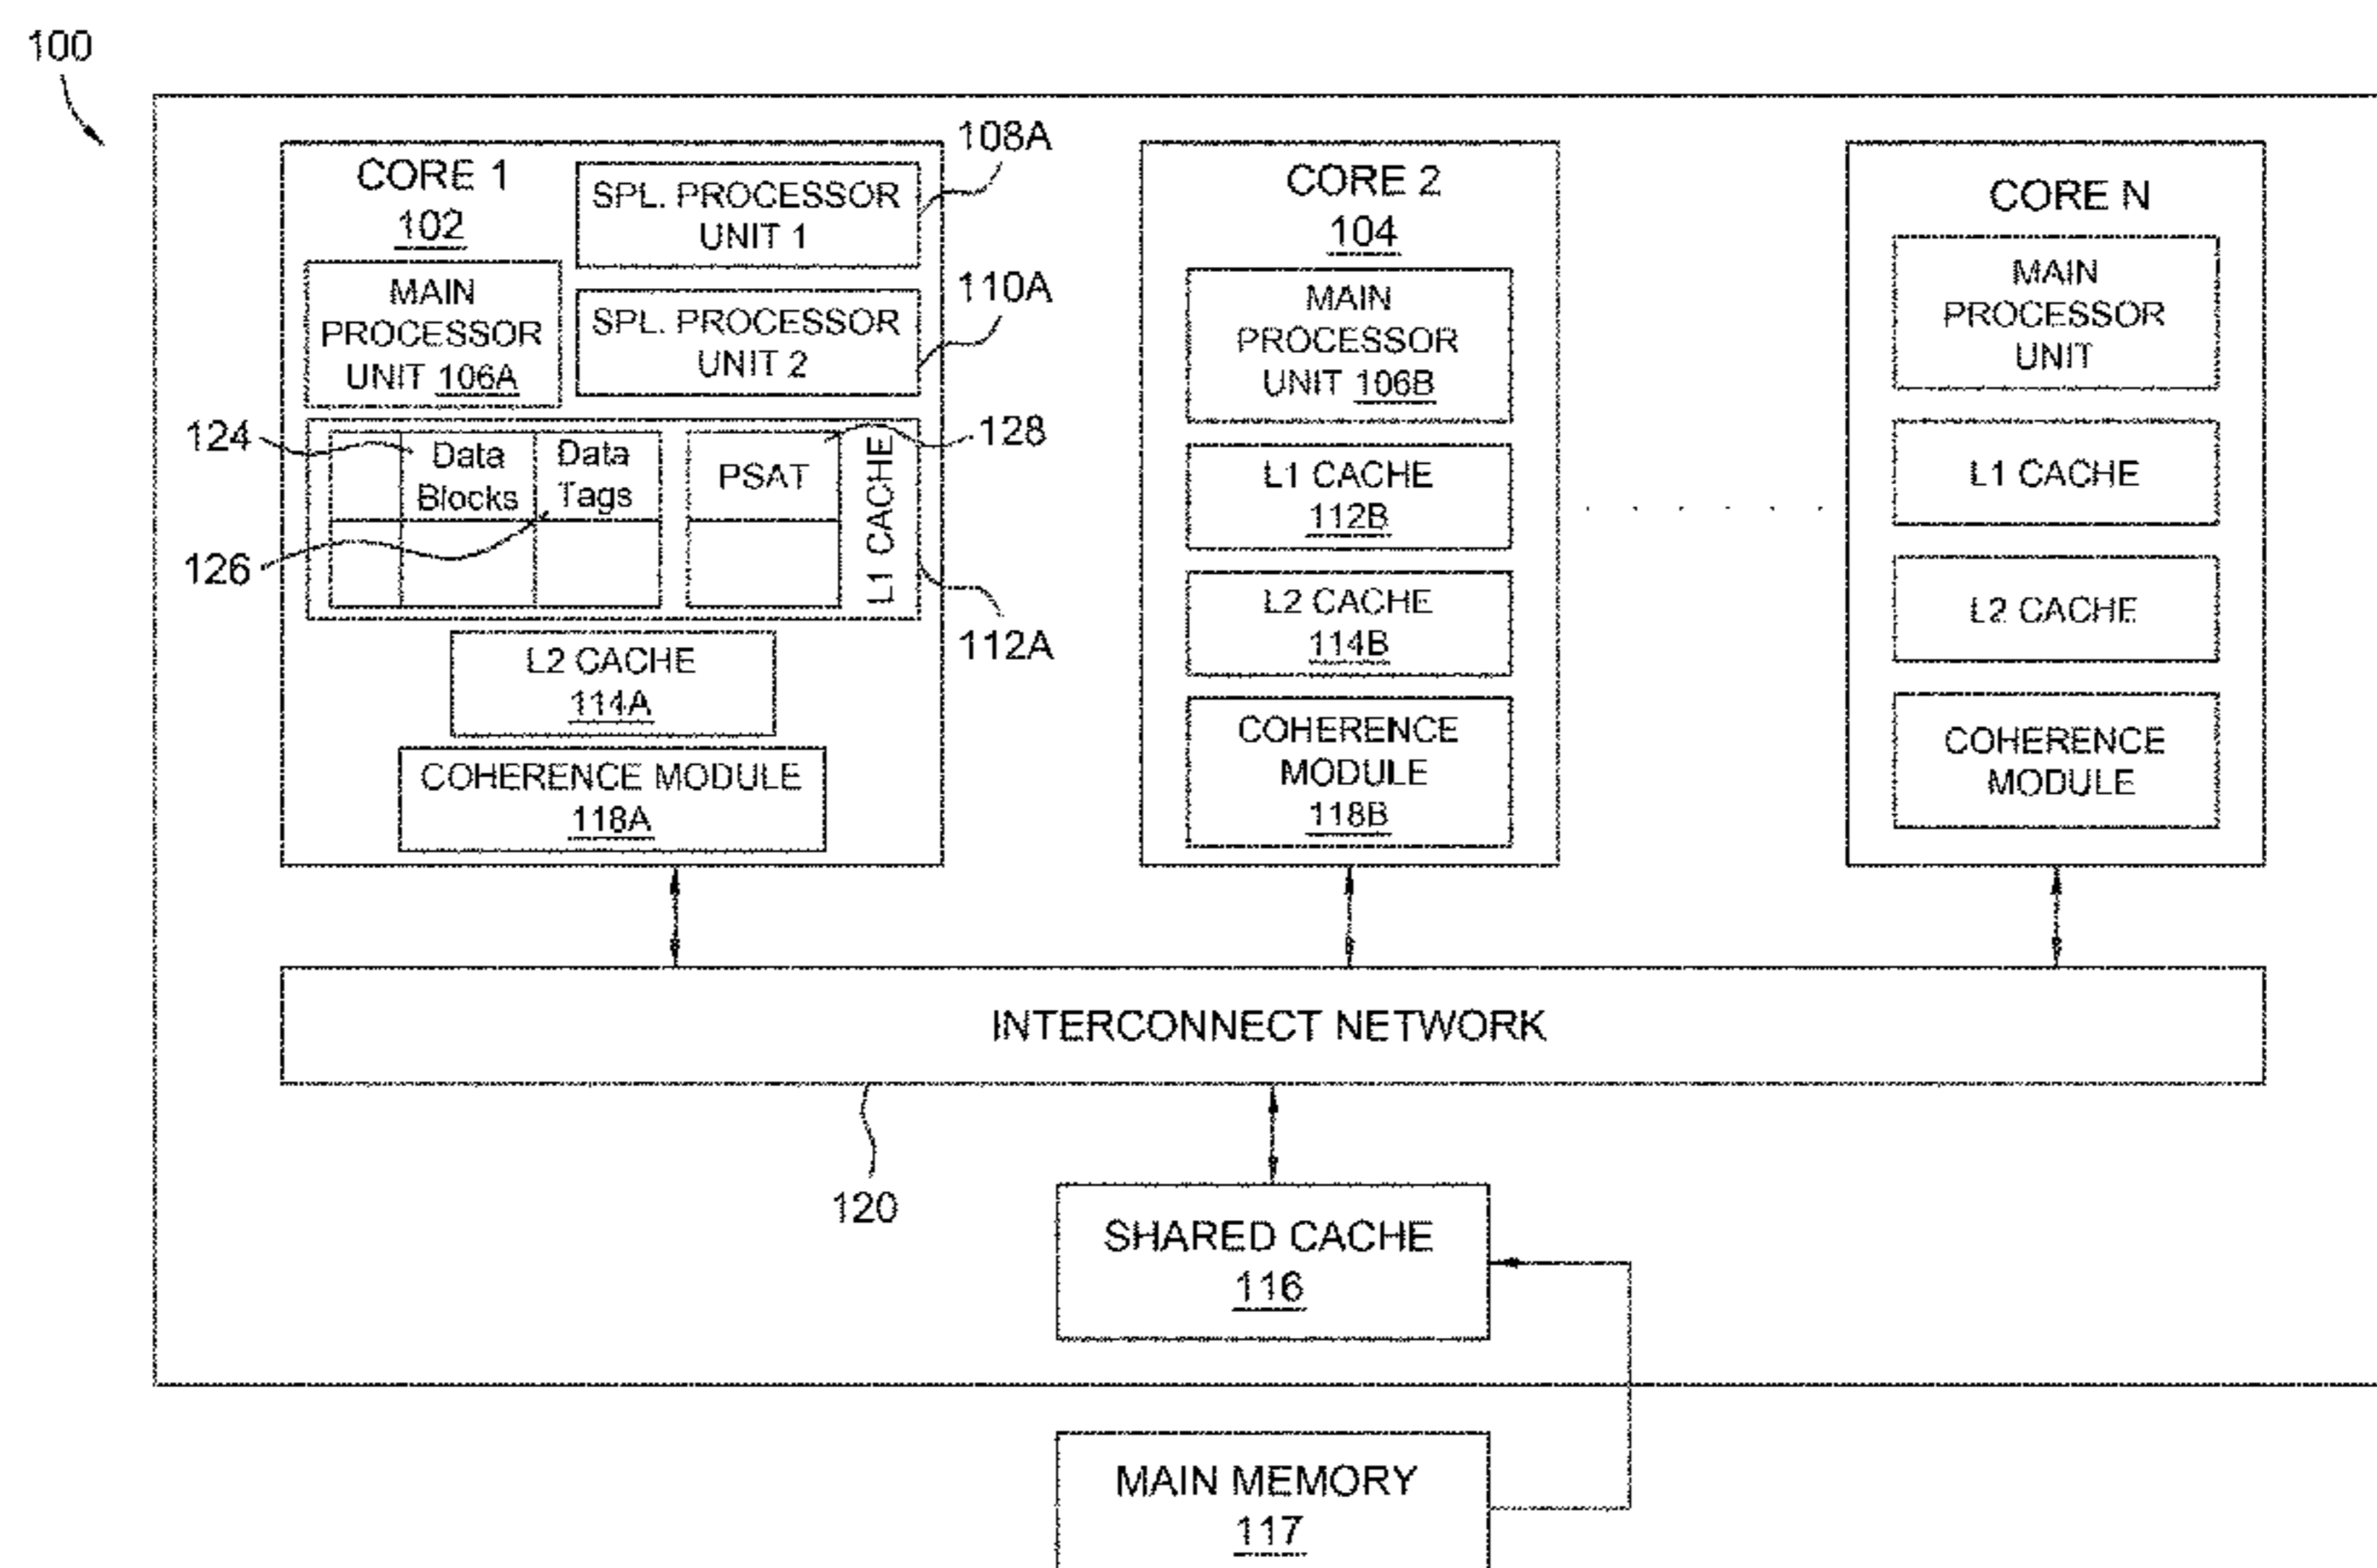 100
CORE 1
102
SPL. PROCESSOR
UNIT 1
108A
MAIN
PROCESSOR
UNIT 106A
SPL. PROCESSOR
UNIT 2
110A
124
Data
Blocks
Data
Tags
126
PSAT
128
L1 CACHE
112A
L2 CACHE
114A
COHERENCE MODULE
118A
CORE 2
104
MAIN
PROCESSOR
UNIT 106B
L1 CACHE
112B
L2 CACHE
114B
COHERENCE
MODULE
118B
CORE N
MAIN
PROCESSOR
UNIT
L1 CACHE
L2 CACHE
COHERENCE
MODULE
INTERCONNECT NETWORK
120
SHARED CACHE
116
MAIN MEMORY
117